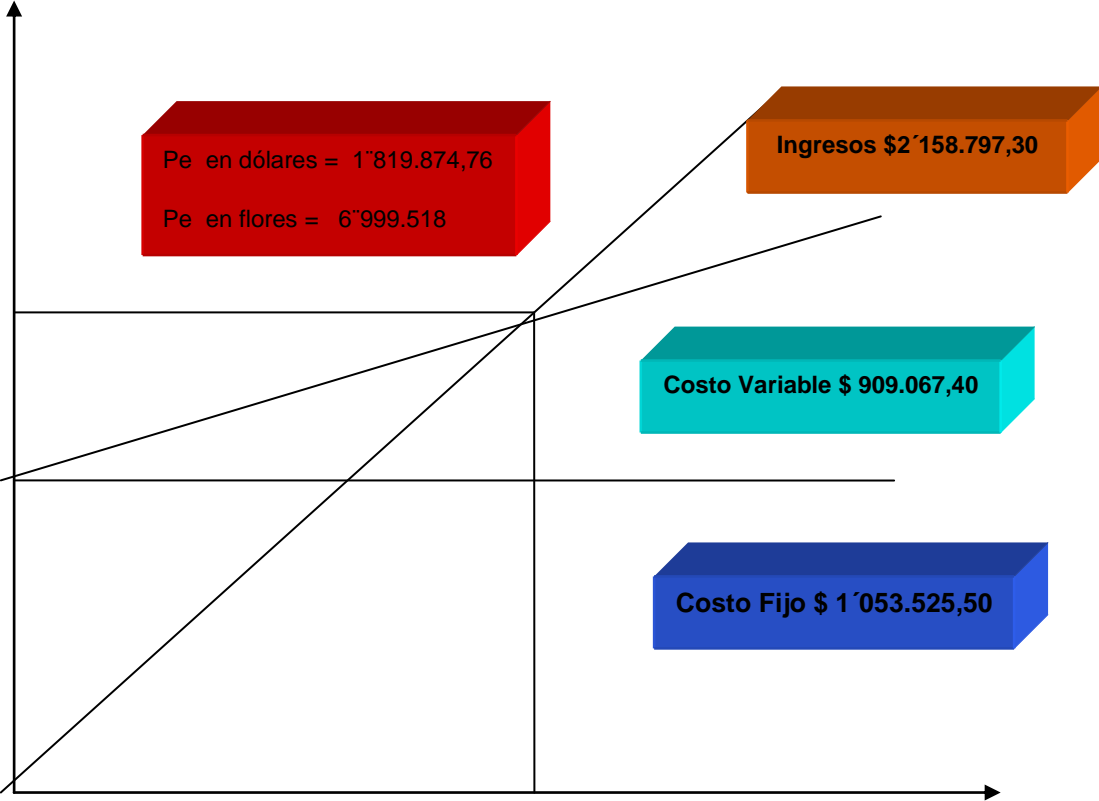 Pe en dólares = 1¨819.874,76
Pe en flores = 6¨999.518
Ingresos $2´158.797,30
Costo Variable $ 909.067,40
Costo Fijo $ 1´053.525,50